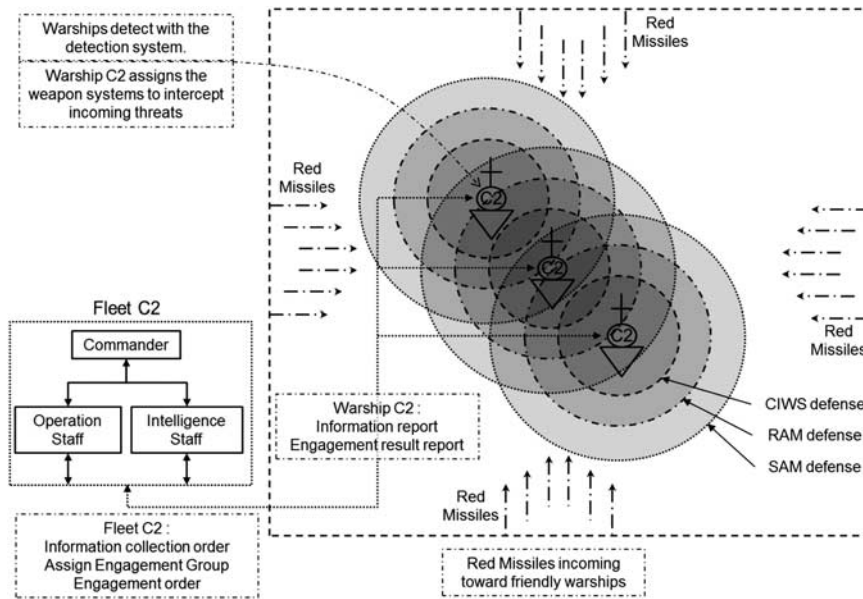 Warships detect with the
detection system.
Warship C2 assigns the
weapon systems to intercept
incoming threats
Red
Missiles
Red
Missiles
C2
C2
C2
Red
Missiles
Fleet C2
Commander
Operation
Staff
Intelligence
Staff
Warship C2 :
Information report
Engagement result report
CIWS defense
RAM defense
SAM defense
Red
Missiles
Fleet C2 :
Information collection order
Assign Engagement Group
Engagement order
Red Missiles incoming
toward friendly warships